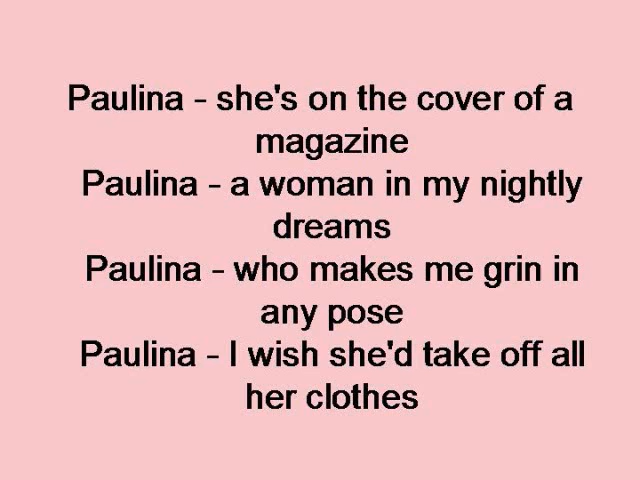 Paulina - she's on the cover of a
magazine
Paulina - a woman in my nightly
dreams
Paulina - who makes me grin in
any pose
Paulina - I wish she'd take off all
her clothes